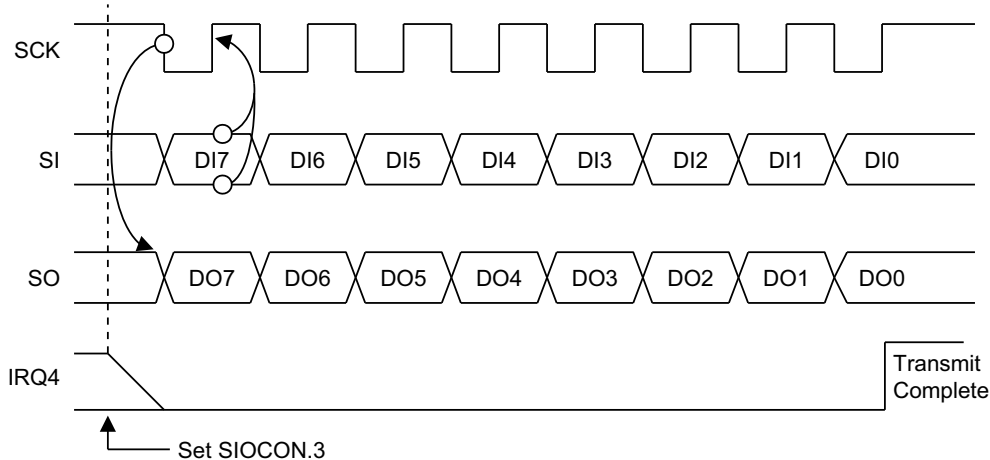 SCK
SI
DI7 DI6 DI5 DI4 DI3 DI2 DI1 DI0
SO
DO7 DO6 DO5 DO4 DO3 DO2 DO1 DO0
IRQ4
Transmit
Complete
Set SIOCON.3